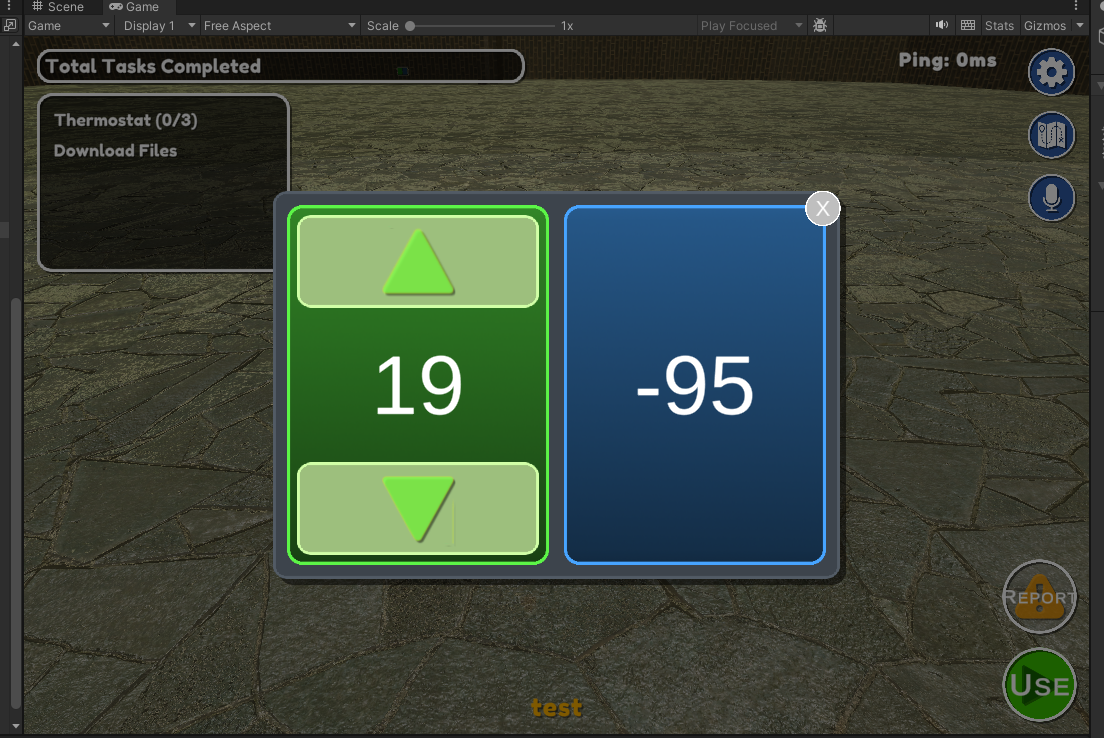 Scene
Game
Game
Display 1
Free Aspect
Scale
1x
Play Focused
Stats
Gizmos
Total Tasks Completed
Ping: 0ms
Thermostat (0/3)
Download Files
X
19
-95
REPORT
USE
test